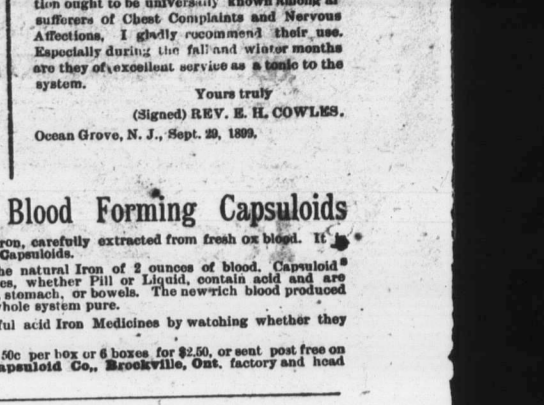 tion ought to be universally known among al
sufferers of Chest Complaints and Nervous
Affections, I gladly recommend their use.
Especially during the fall and winter months
are they of excellent service as a tonic to the
system.
Yours truly
(Signed) REV. E. H. COWLES.
Ocean Grove, N. J., Sept. 29, 1899.
Blood Forming Capsuloids
ron, carefully extracted from fresh ox blood. It
Capsuloids.
he natural Iron of 2 ounces of blood. Capsuloid
es, whether Pill or Liquid, contain acid and are
stomach, or bowels. The new rich blood produced
whole system pure.
ful acid Iron Medicines by watching whether they
50c per box or 6 boxes for $2.50, or sent post free on
apsuloid Co., Brockville, Ont. factory and head